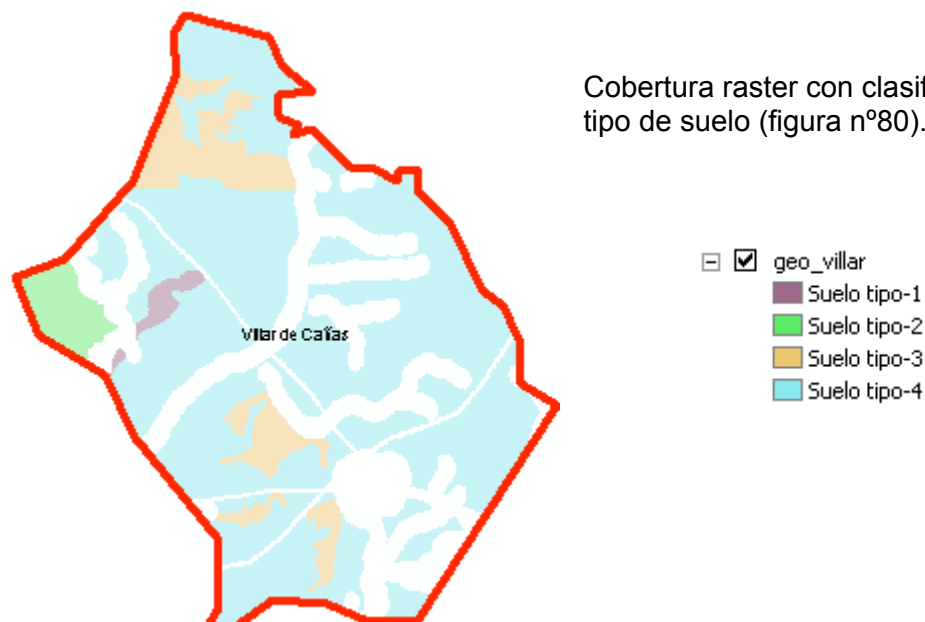 Cobertura raster con clasif
tipo de suelo (figura nº80).
geo_villar
Suelo tipo-1
Suelo tipo-2
Suelo tipo-3
Suelo tipo-4
Villar de Cañas